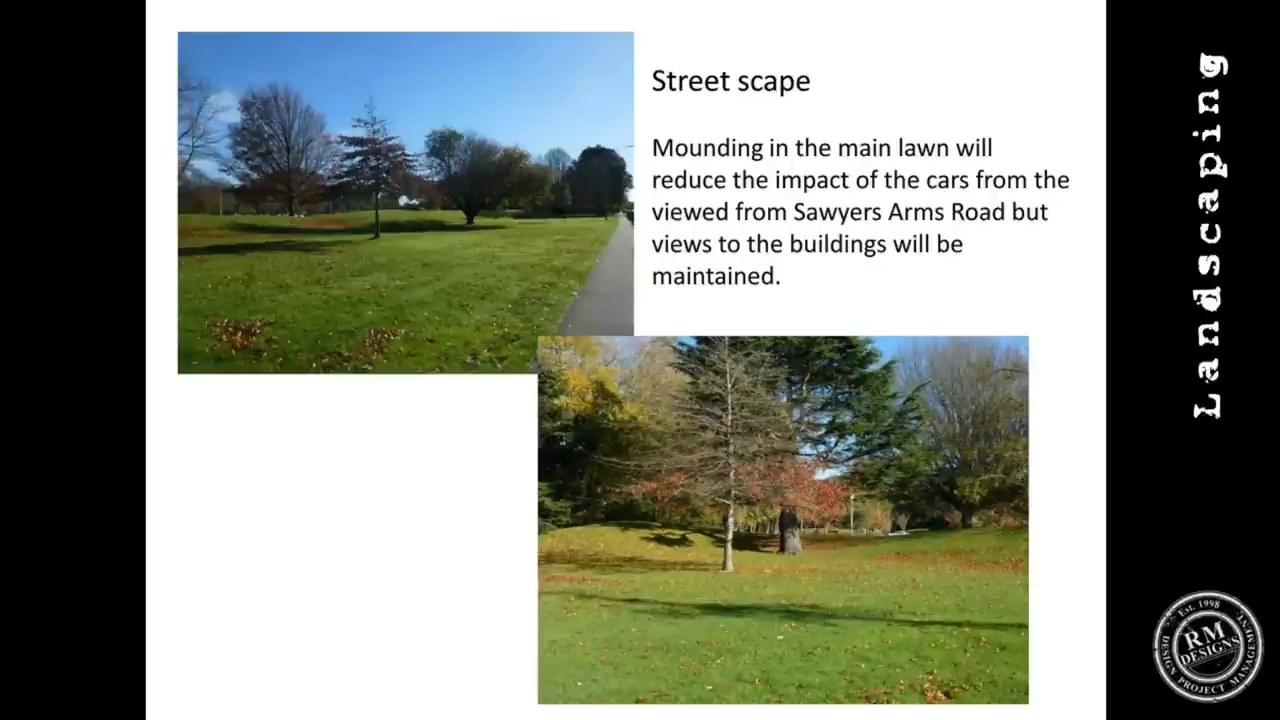 Street scape
Mounding in the main lawn will
reduce the impact of the cars from the
viewed from Sawyers Arms Road but
views to the buildings will be
maintained.
Landscaping
Est. 1998
RM
DESIGNS
DESIGN PROJECT MANAGEMENT